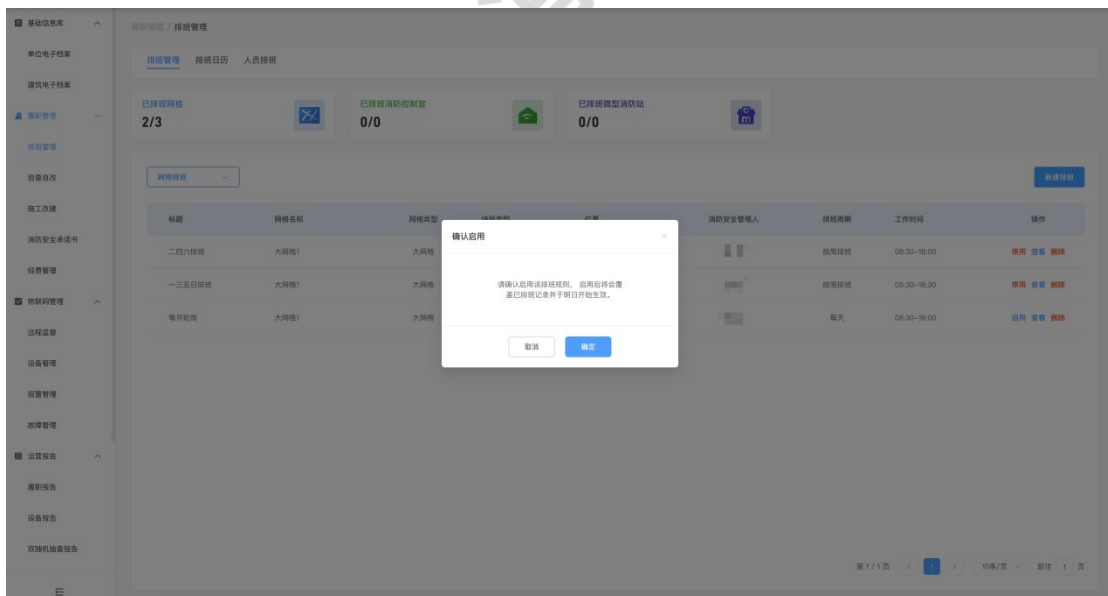 基础信息库
单位电子档案
建筑电子档案
履职管理
排班管理
自查自改
施工改建
消防安全承诺书
经费管理
物联网管理
远程监管
设备管理
报警管理
故障管理
运营报告
履职报告
设备报告
双随机抽查报告
履职管理 / 排班管理
排班管理 排班日历 人员排班
已排班网格
2/3
已排班消防控制室
0/0
已排班微型消防站
0/0
网格排班
新建排班
标题 网格名称 网格类型 位置 消防安全管理人 排班周期 工作时间 操作
二四六排班 大网格1 大网格 按周排班 08:30-18:00 停用 查看 删除
一三五日排班 大网格1 大网格 按周排班 08:30-18:30 停用 查看 删除
每月轮岗 大网格1 大网格 每天 08:30-18:00 启用 查看 删除
确认启用
请确认启用该排班规则, 启用后将会覆
盖已排班记录并于明日开始生效。
取消 确定
第 1 / 1 页 1 10条/页 前往 1 页